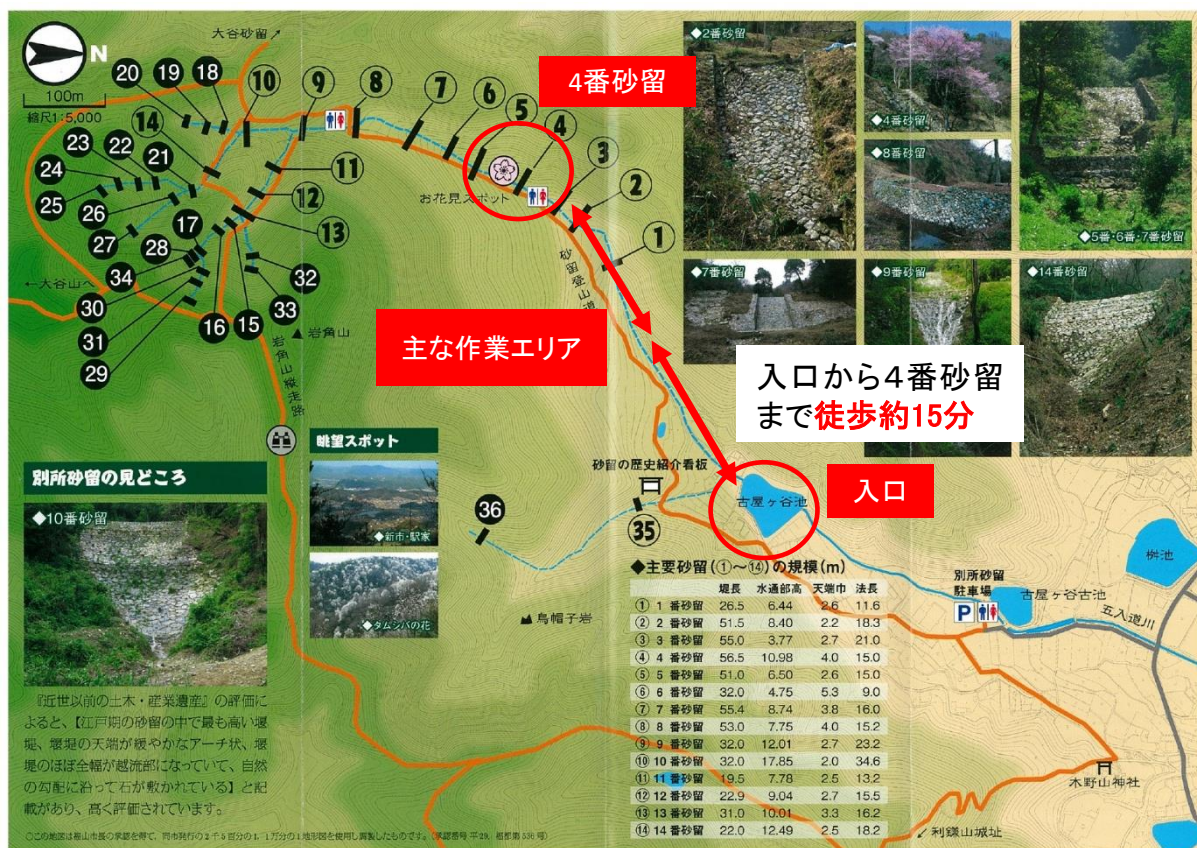 大谷砂留↗
N
100m
縮尺1:5,000
20
19
18
⑩
⑨
⑧
⑦
⑥
⑤
④
③
②
①
4番砂留
⑭
23
22
21
24
25
26
27
17
28
34
30
31
29
16
15
33
32
⑪
⑫
⑬
お花見スポット
砂留登山道
←大谷山へ
▲岩角山
岩角山縦走路
主な作業エリア
入口から4番砂留
まで徒歩約15分
入口
◆2番砂留
◆4番砂留
◆8番砂留
◆5番・6番・7番砂留
◆7番砂留
◆9番砂留
◆14番砂留
眺望スポット
◆新市・駅家
◆タムシバの花
別所砂留の見どころ
◆10番砂留
『近世以前の土木・産業遺産』の評価に
よると、【江戸期の砂留の中で最も高い堰
堤、堰堤の天端が緩やかなアーチ状、堰
堤のほぼ全幅が越流部になっていて、自然
の勾配に沿って石が敷かれている】と記
載があり、高く評価されています。
砂留の歴史紹介看板
36
㉟
古屋ヶ谷池
▲烏帽子岩
桝池
別所砂留
駐車場
P
古屋ヶ谷古池
五入道川
木野山神社
↙利鎌山城址
◆主要砂留(①～⑭)の規模(m)
堤長 水通部高 天端巾 法長
① 1 番砂留 26.5 6.44 2.6 11.6
② 2 番砂留 51.5 8.40 2.2 18.3
③ 3 番砂留 55.0 3.77 2.7 21.0
④ 4 番砂留 56.5 10.98 4.0 15.0
⑤ 5 番砂留 51.0 6.50 2.6 15.0
⑥ 6 番砂留 32.0 4.75 5.3 9.0
⑦ 7 番砂留 55.4 8.74 3.8 16.0
⑧ 8 番砂留 53.0 7.75 4.0 15.2
⑨ 9 番砂留 32.0 12.01 2.7 23.2
⑩ 10 番砂留 32.0 17.85 2.0 34.6
⑪ 11 番砂留 19.5 7.78 2.5 13.2
⑫ 12 番砂留 22.9 9.04 2.7 15.5
⑬ 13 番砂留 31.0 10.01 3.3 16.2
⑭ 14 番砂留 22.0 12.49 2.5 18.2